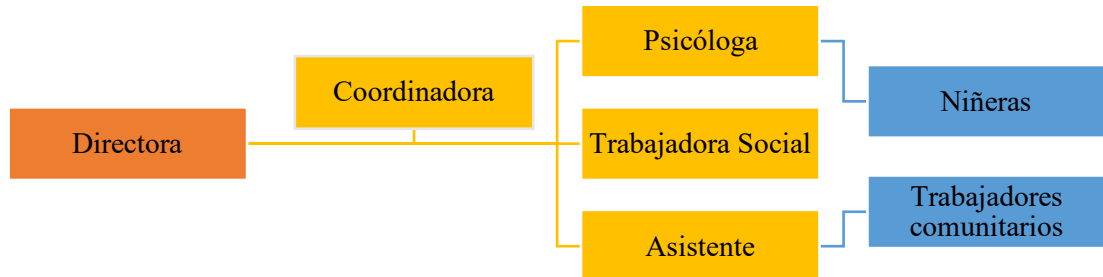 Directora
Coordinadora
Psicóloga
Trabajadora Social
Asistente
Niñeras
Trabajadores
comunitarios